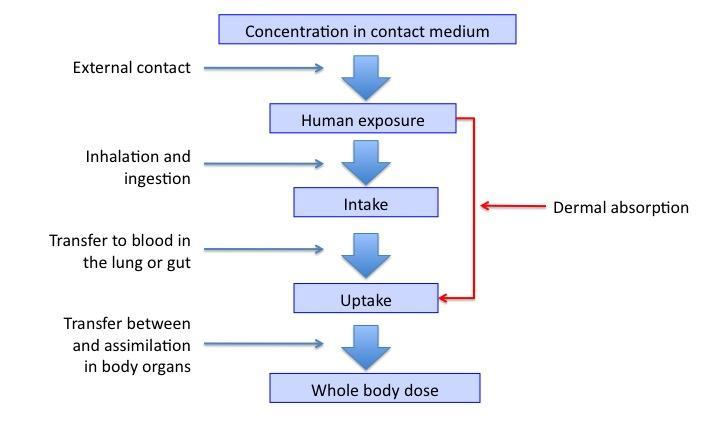 Concentration in contact medium
External contact
Human exposure
Inhalation and
ingestion
Intake
Dermal absorption
Transfer to blood in
the lung or gut
Uptake
Transfer between
and assimilation
in body organs
Whole body dose